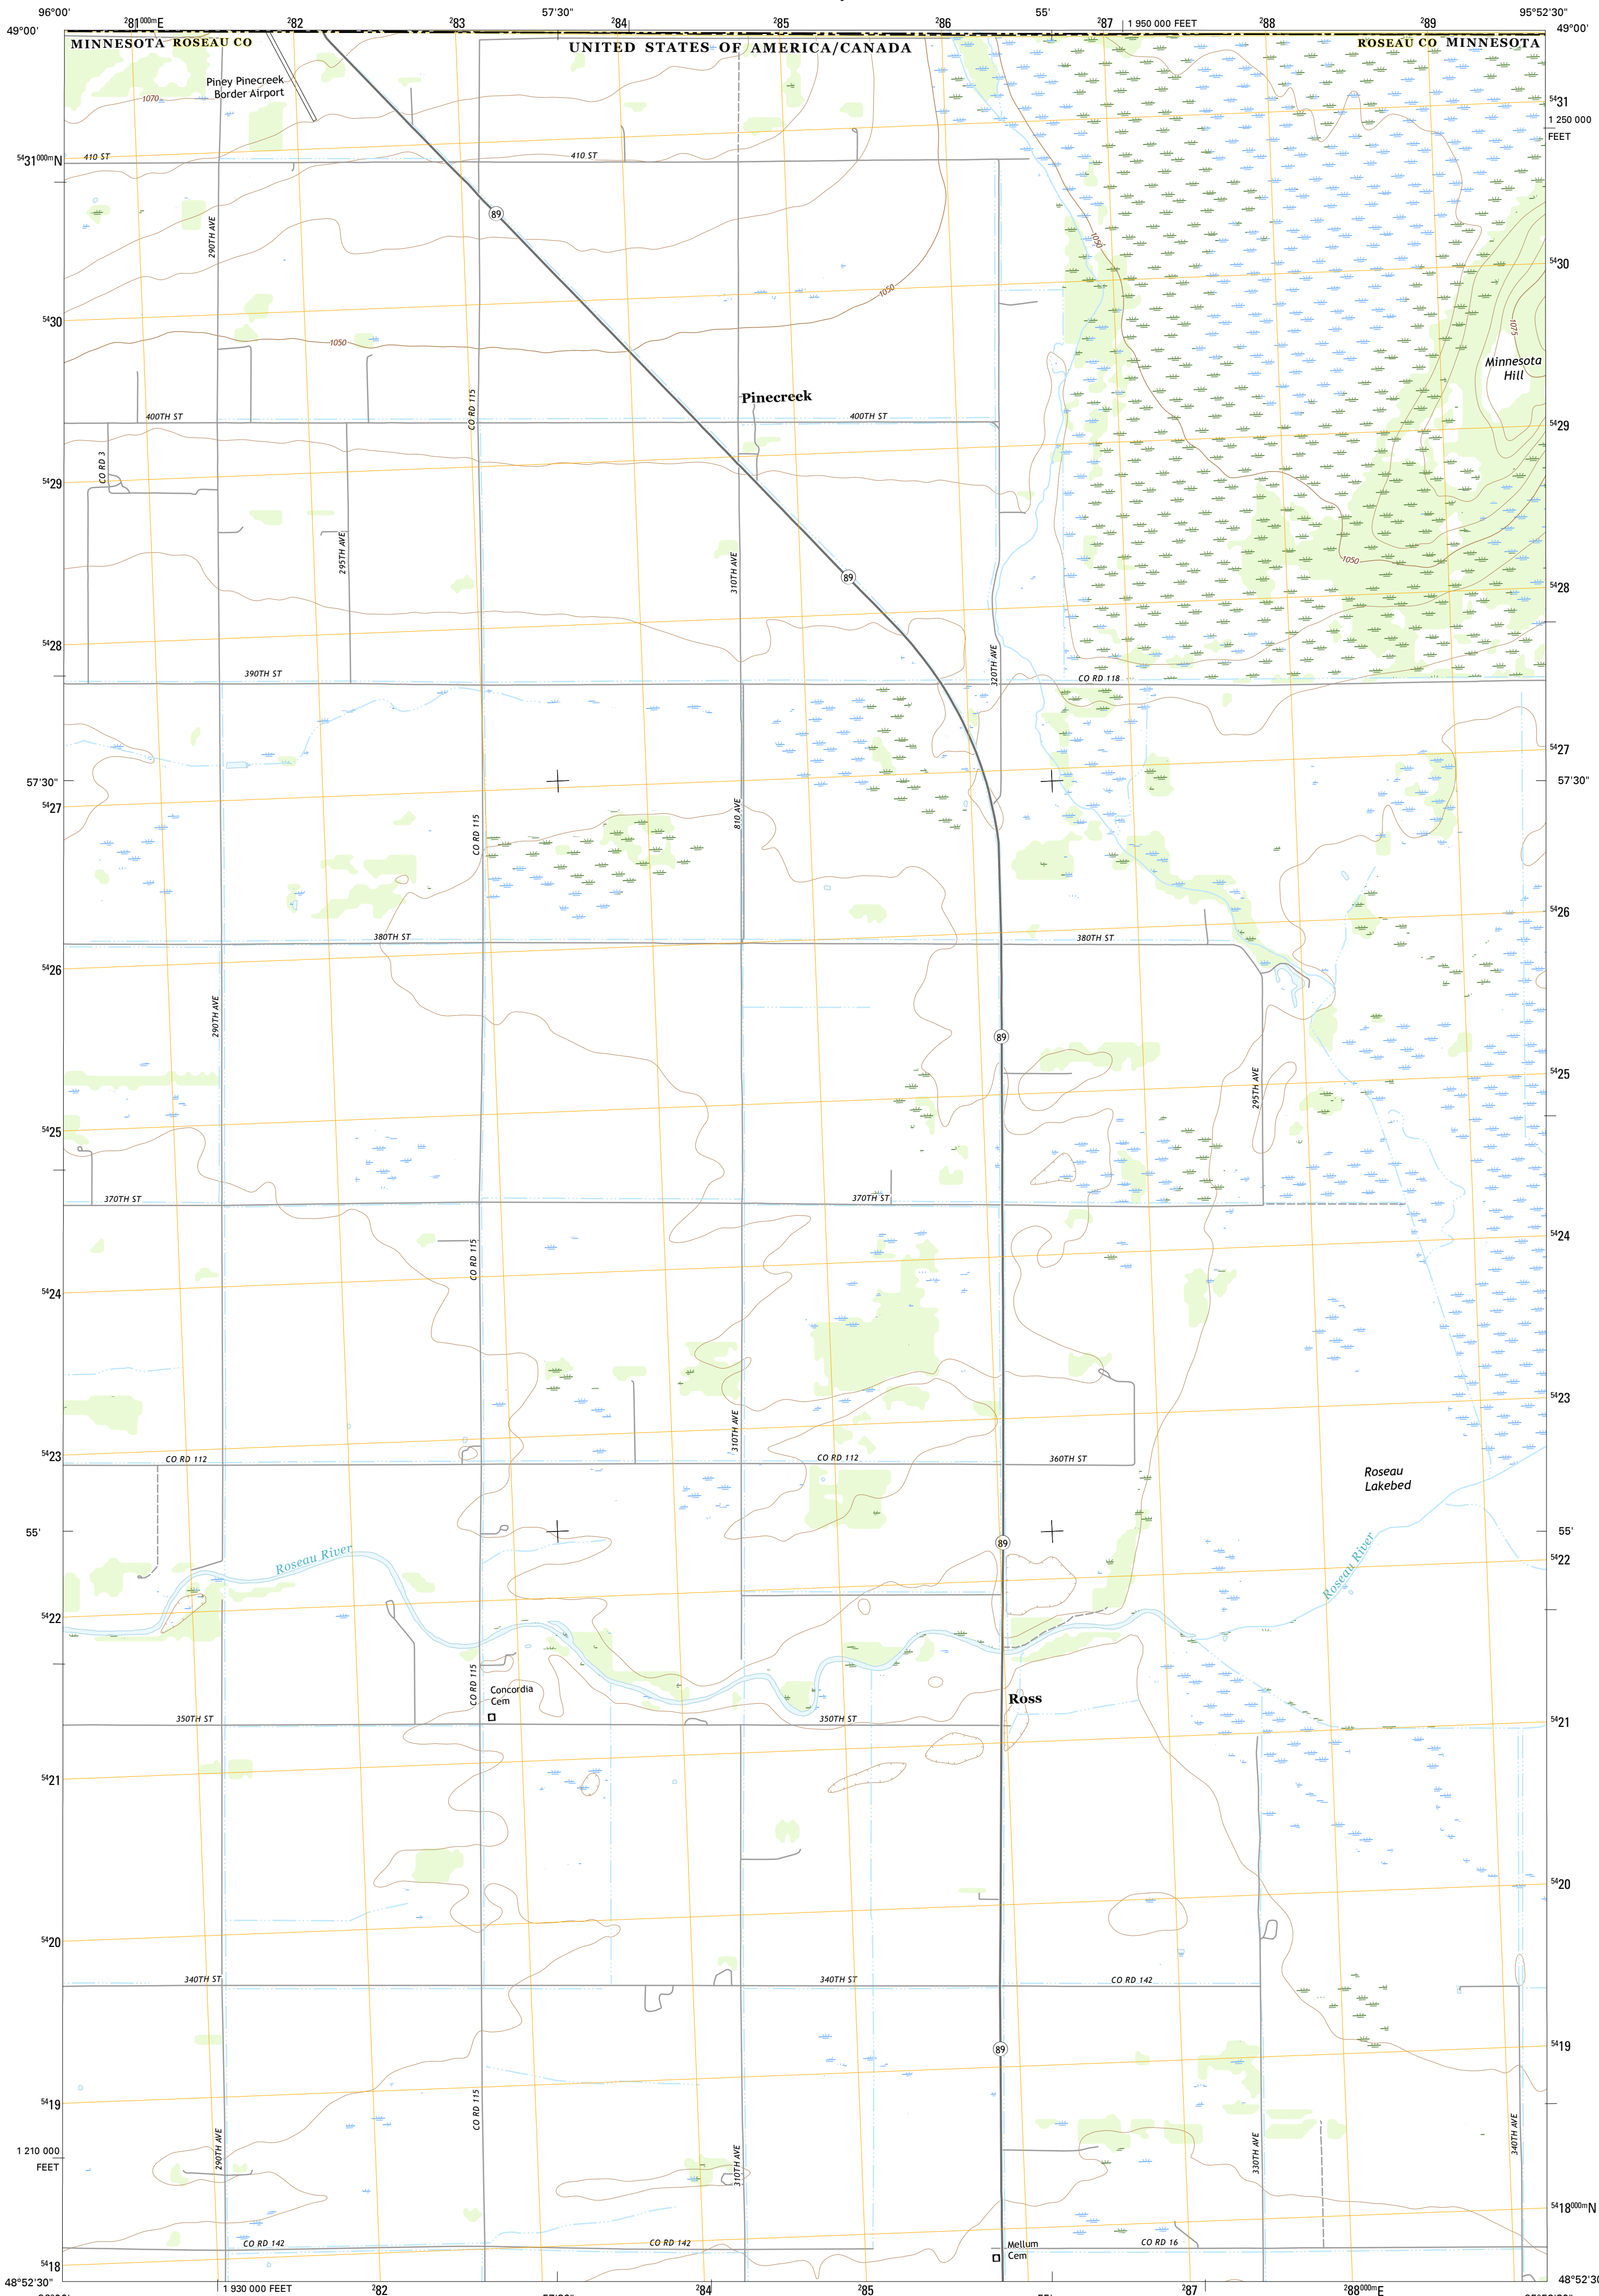 96°00'
²81⁰⁰⁰ᵐE
²82
²83
57'30"
²84
²85
²86
55'
²87
1 950 000 FEET
²88
²89
95°52'30"
49°00'
MINNESOTA ROSEAU CO
UNITED STATES OF AMERICA/CANADA
ROSEAU CO MINNESOTA
49°00'
Piney Pinecreek
Border Airport
1070
⁵⁴31
1 250 000
FEET
⁵⁴31⁰⁰⁰ᵐN
410 ST
410 ST
89
290TH AVE
1050
⁵⁴30
1050
⁵⁴30
1075
1050
Minnesota
Hill
CO RD 115
Pinecreek
400TH ST
400TH ST
⁵⁴29
CO RD 3
⁵⁴29
295TH AVE
310TH AVE
1050
89
⁵⁴28
⁵⁴28
320TH AVE
390TH ST
CO RD 118
⁵⁴27
57'30"
57'30"
⁵⁴27
810 AVE
CO RD 115
⁵⁴26
380TH ST
380TH ST
⁵⁴26
290TH AVE
89
⁵⁴25
295TH AVE
⁵⁴25
370TH ST
370TH ST
⁵⁴24
CO RD 115
⁵⁴24
⁵⁴23
310TH AVE
⁵⁴23
CO RD 112
CO RD 112
360TH ST
Roseau
Lakebed
55'
55'
89
Roseau River
⁵⁴22
Roseau River
⁵⁴22
CO RD 115
Concordia
Cem
Ross
350TH ST
350TH ST
⁵⁴21
⁵⁴21
⁵⁴20
⁵⁴20
340TH ST
340TH ST
CO RD 142
89
⁵⁴19
⁵⁴19
CO RD 115
290TH AVE
310TH AVE
330TH AVE
340TH AVE
1 210 000
FEET
⁵⁴18⁰⁰⁰ᵐN
CO RD 142
CO RD 142
Mellum
Cem
CO RD 16
⁵⁴18
48°52'30"
48°52'30"
1 930 000 FEET
²82
²84
²85
²87
²88⁰⁰⁰ᵐE